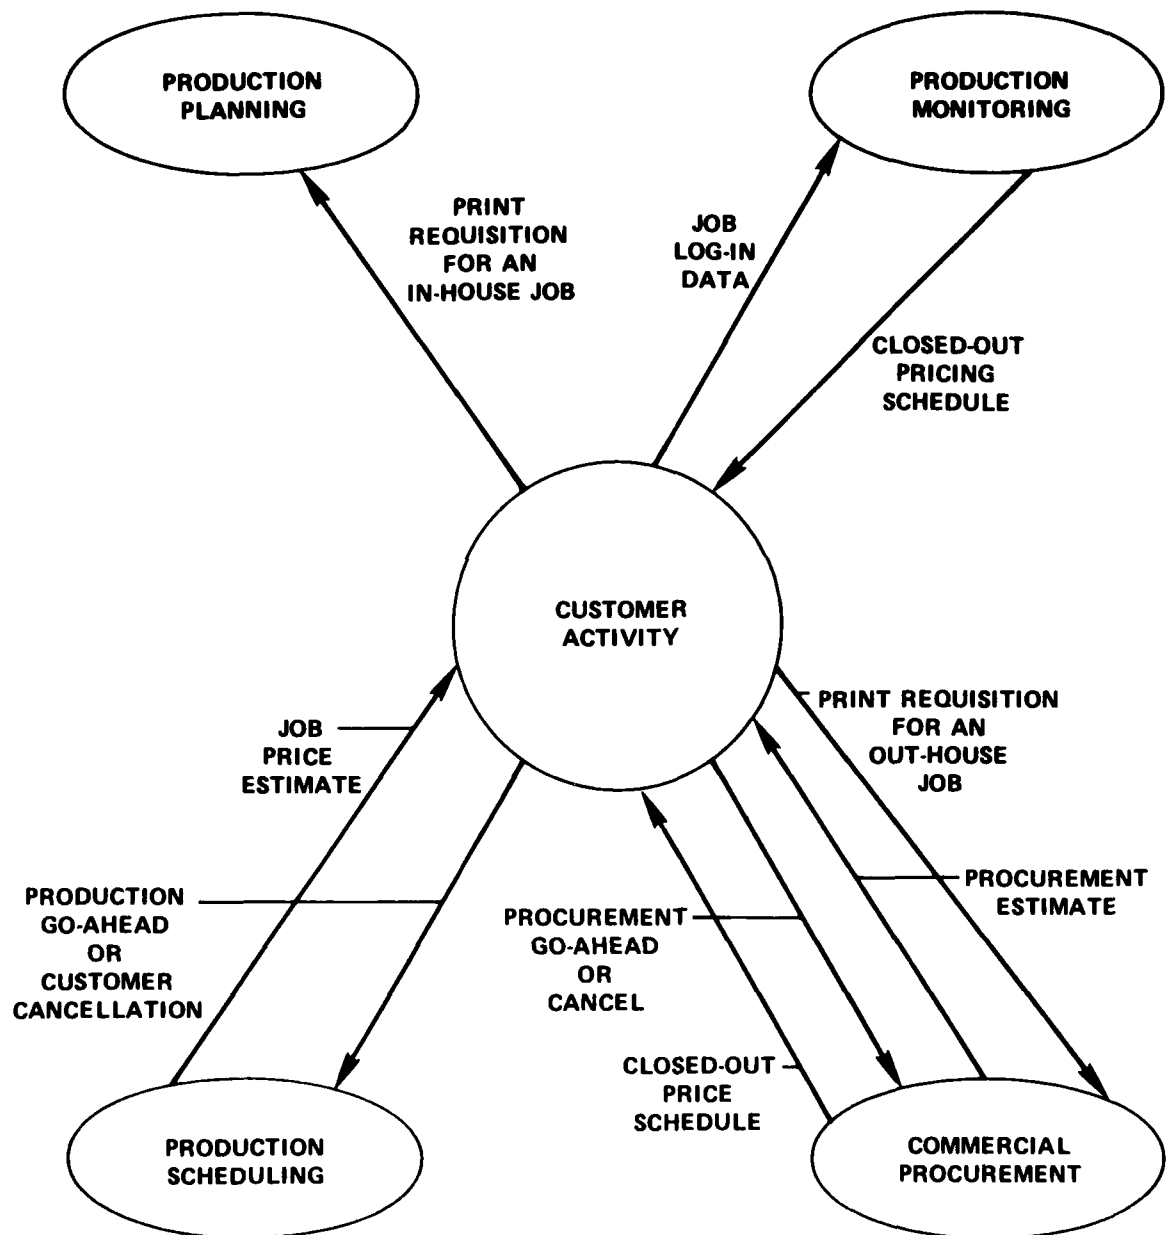 PRODUCTION
PLANNING
PRODUCTION
MONITORING
PRINT
REQUISITION
FOR AN
IN-HOUSE JOB
JOB
LOG-IN
DATA
CLOSED-OUT
PRICING
SCHEDULE
CUSTOMER
ACTIVITY
JOB
PRICE
ESTIMATE
PRINT REQUISITION
FOR AN
OUT-HOUSE
JOB
PRODUCTION
GO-AHEAD
OR
CUSTOMER
CANCELLATION
PROCUREMENT
GO-AHEAD
OR
CANCEL
PROCUREMENT
ESTIMATE
CLOSED-OUT
PRICE
SCHEDULE
PRODUCTION
SCHEDULING
COMMERCIAL
PROCUREMENT